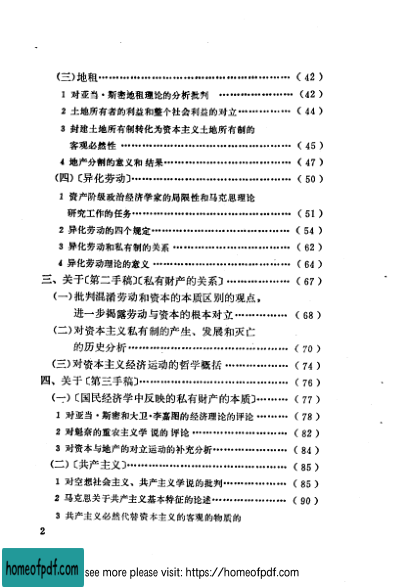 (三)地租………………………………………………(42)
1 对亚当·斯密地租理论的分析批判 ………………(42)
2 土地所有者的利益和整个社会利益的对立…………(44)
3 封建土地所有制转化为资本主义土地所有制的
客观必然性 ………………………………………(45)
4 地产分割的意义和结果………………………………(47)
(四)〔异化劳动〕………………………………………(50)
1 资产阶级政治经济学家的局限性和马克思理论
研究工作的任务……………………………………(51)
2 异化劳动的四个规定…………………………………(54)
3 异化劳动和私有制的关系 …………………………(62)
4 异化劳动理论的意义 ………………………………(64)
三、关于〔第二手稿〕〔私有财产的关系〕……………(67)
(一)批判混淆劳动和资本的本质区别的观点,
进一步揭露劳动与资本的根本对立…………(68)
(二)对资本主义私有制的产生、发展和灭亡
的历史分析……………………………………(70)
(三)对资本主义经济运动的哲学概括 ……………(74)
四、关于〔第三手稿〕…………………………………(76)
(一)〔国民经济学中反映的私有财产的本质〕………(77)
1 对亚当·斯密和大卫·李嘉图的经济理论的评论 ………(78)
2 对魁奈的重农主义学说的评论 ……………………(82)
3 对资本与地产的对立运动的补充分析………………(84)
(二)〔共产主义〕………………………………………(85)
1 对空想社会主义、共产主义学说的批判……………(85)
2 马克思关于共产主义基本特征的论述………………(90)
3 共产主义必然代替资本主义的客观的物质的
2
homeofpdf.com
see more please visit: https://homeofpdf.com